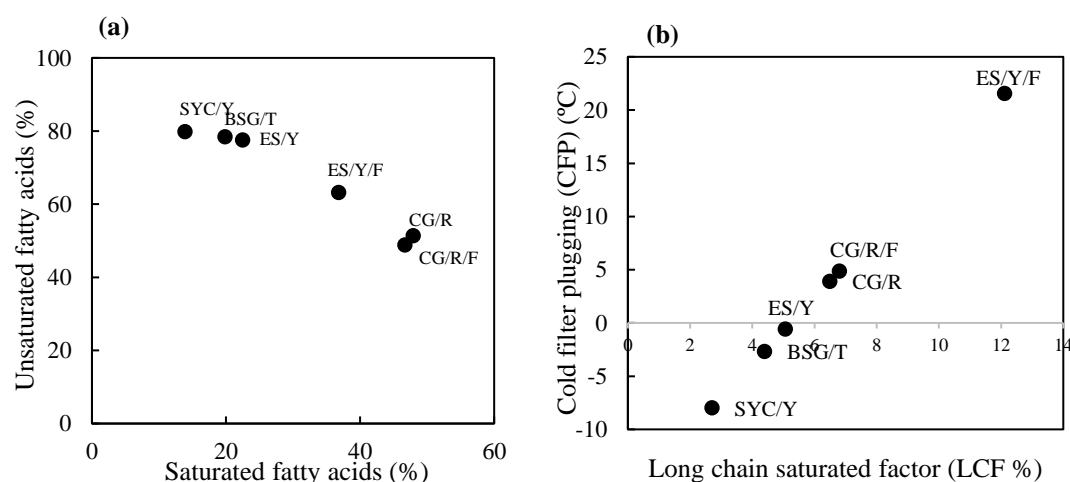 (a)
Unsaturated fatty acids (%)
100
80
60
40
20
0
SYC/Y
BSG/T
ES/Y
ES/Y/F
CG/R
CG/R/F
0 20 40 60
Saturated fatty acids (%)
(b)
Cold filter plugging (CFP) (ºC)
25
20
15
10
5
0
-5
-10
ES/Y/F
CG/R/F
CG/R
ES/Y
0 2 4 6 8 10 12 14
BSG/T
SYC/Y
Long chain saturated factor (LCF %)